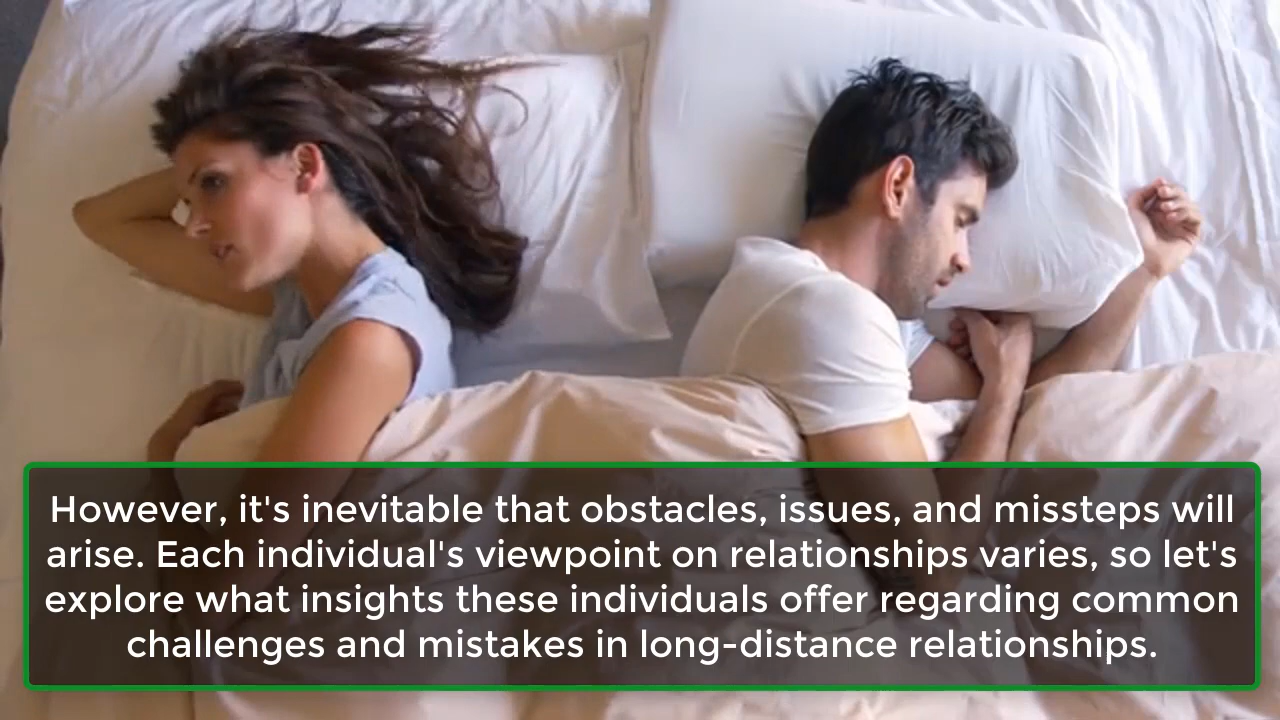 However, it's inevitable that obstacles, issues, and missteps will
arise. Each individual's viewpoint on relationships varies, so let's
explore what insights these individuals offer regarding common
challenges and mistakes in long-distance relationships.